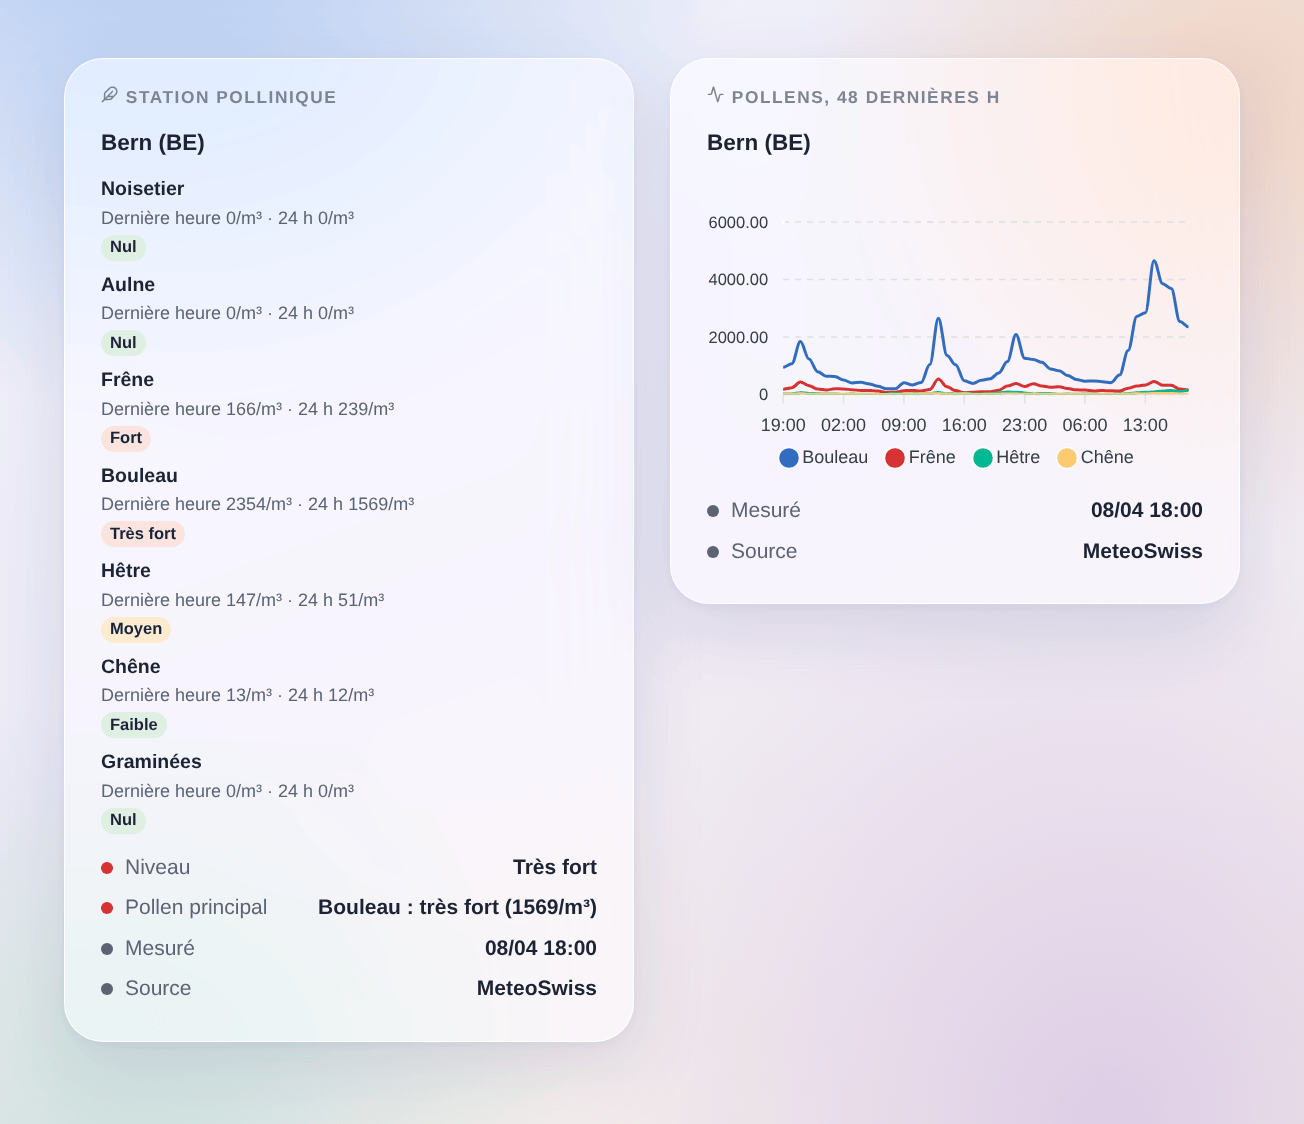 STATION POLLINIQUE
Bern (BE)
Noisetier
Dernière heure 0/m³ · 24 h 0/m³
Nul
Aulne
Dernière heure 0/m³ · 24 h 0/m³
Nul
Frêne
Dernière heure 166/m³ · 24 h 239/m³
Fort
Bouleau
Dernière heure 2354/m³ · 24 h 1569/m³
Très fort
Hêtre
Dernière heure 147/m³ · 24 h 51/m³
Moyen
Chêne
Dernière heure 13/m³ · 24 h 12/m³
Faible
Graminées
Dernière heure 0/m³ · 24 h 0/m³
Nul
Niveau Très fort
Pollen principal Bouleau : très fort (1569/m³)
Mesuré 08/04 18:00
Source MeteoSwiss
POLLENS, 48 DERNIÈRES H
Bern (BE)
6000.00
4000.00
2000.00
0
19:00 02:00 09:00 16:00 23:00 06:00 13:00
Bouleau Frêne Hêtre Chêne
Mesuré 08/04 18:00
Source MeteoSwiss